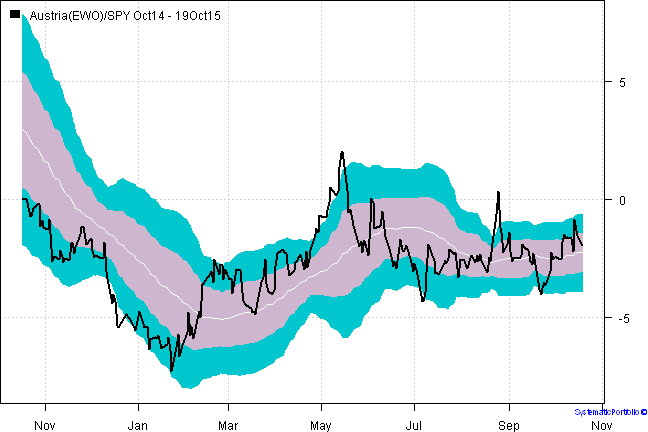 Austria(EWO)/SPY Oct14 - 19Oct15
5
0
-5
Nov Jan Mar May Jul Sep Nov
SystematicPortfolio ©